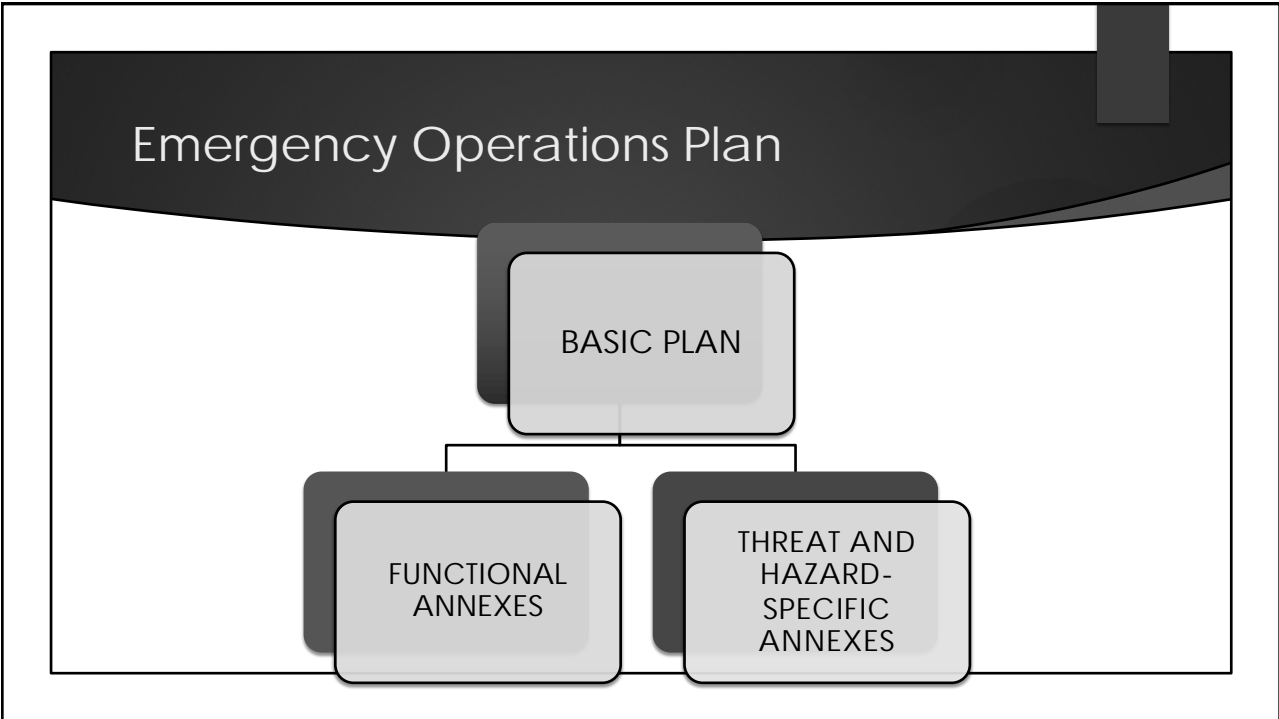 Emergency Operations Plan
BASIC PLAN
FUNCTIONAL
ANNEXES
THREAT AND
HAZARD-
SPECIFIC
ANNEXES